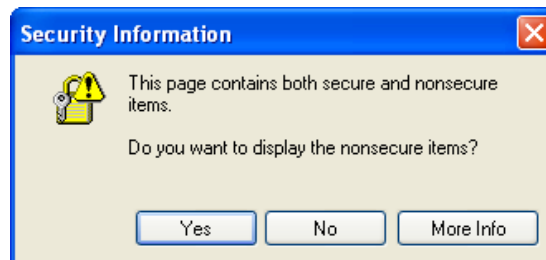 Security Information
This page contains both secure and nonsecure
items.
Do you want to display the nonsecure items?
Yes No More Info